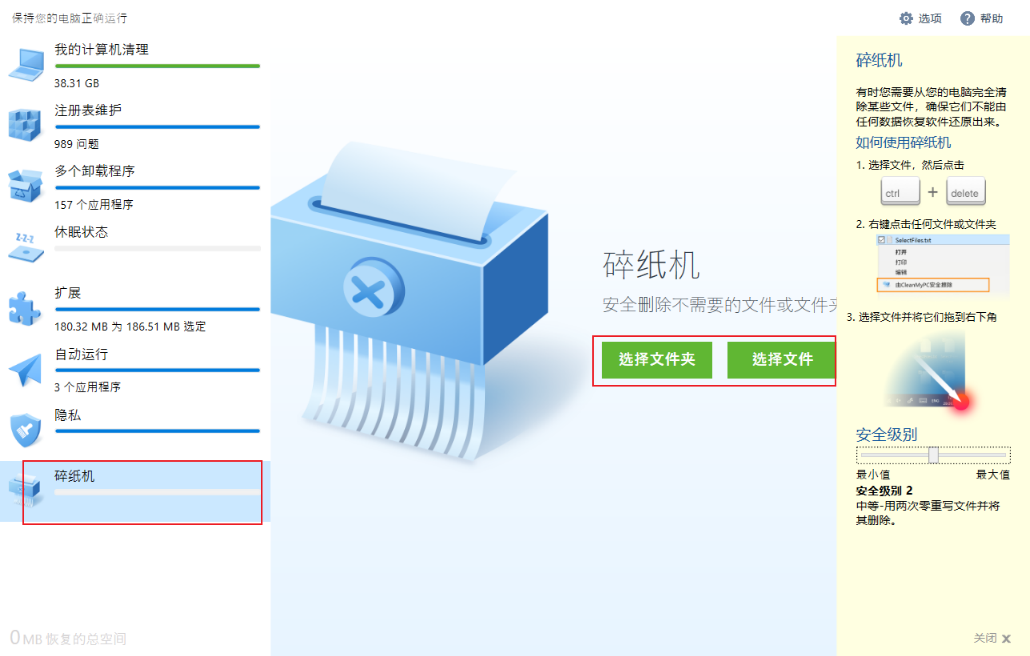 保持您的电脑正确运行
选项
帮助
我的计算机清理
38.31 GB
注册表维护
989 问题
多个卸载程序
157 个应用程序
休眠状态
扩展
180.32 MB 为 186.51 MB 选定
自动运行
3 个应用程序
隐私
碎纸机
0 MB 恢复的总空间
碎纸机
安全删除不需要的文件或文件夹
选择文件夹
选择文件
碎纸机
有时您需要从您的电脑完全清
除某些文件，确保它们不能由
任何数据恢复软件还原出来。
如何使用碎纸机
1. 选择文件，然后点击
ctrl + delete
2. 右键点击任何文件或文件夹
SelectFiles.txt
打开
打印
编辑
由CleanMyPC安全擦除
3. 选择文件并将它们拖到右下角
安全级别
最小值 最大值
安全级别 2
中等-用两次零重写文件并将
其删除。
关闭